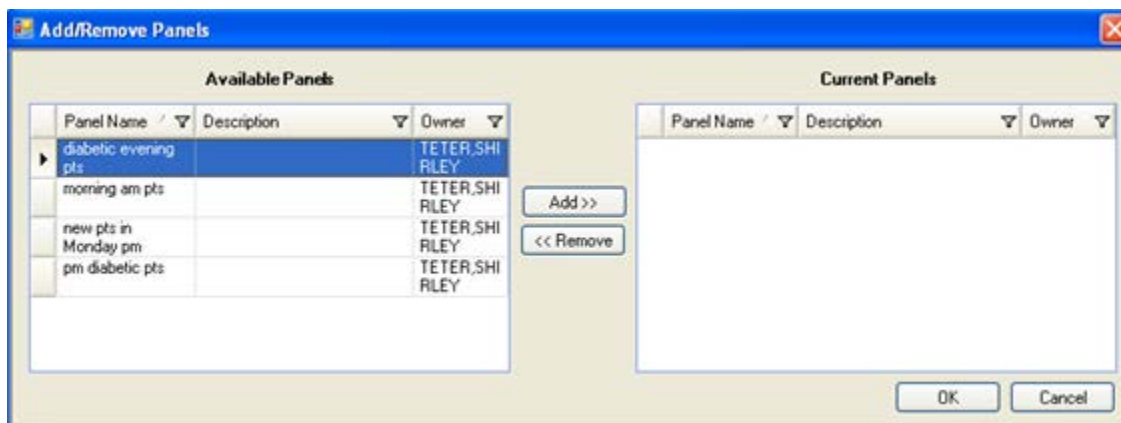 Add/Remove Panels
Available Panels
Current Panels
Panel Name Description Owner
Panel Name Description Owner
diabetic evening pts TETER,SHI
RLEY
morning am pts TETER,SHI
RLEY
new pts in
Monday pm TETER,SHI
RLEY
pm diabetic pts TETER,SHI
RLEY
Add >>
<< Remove
OK Cancel